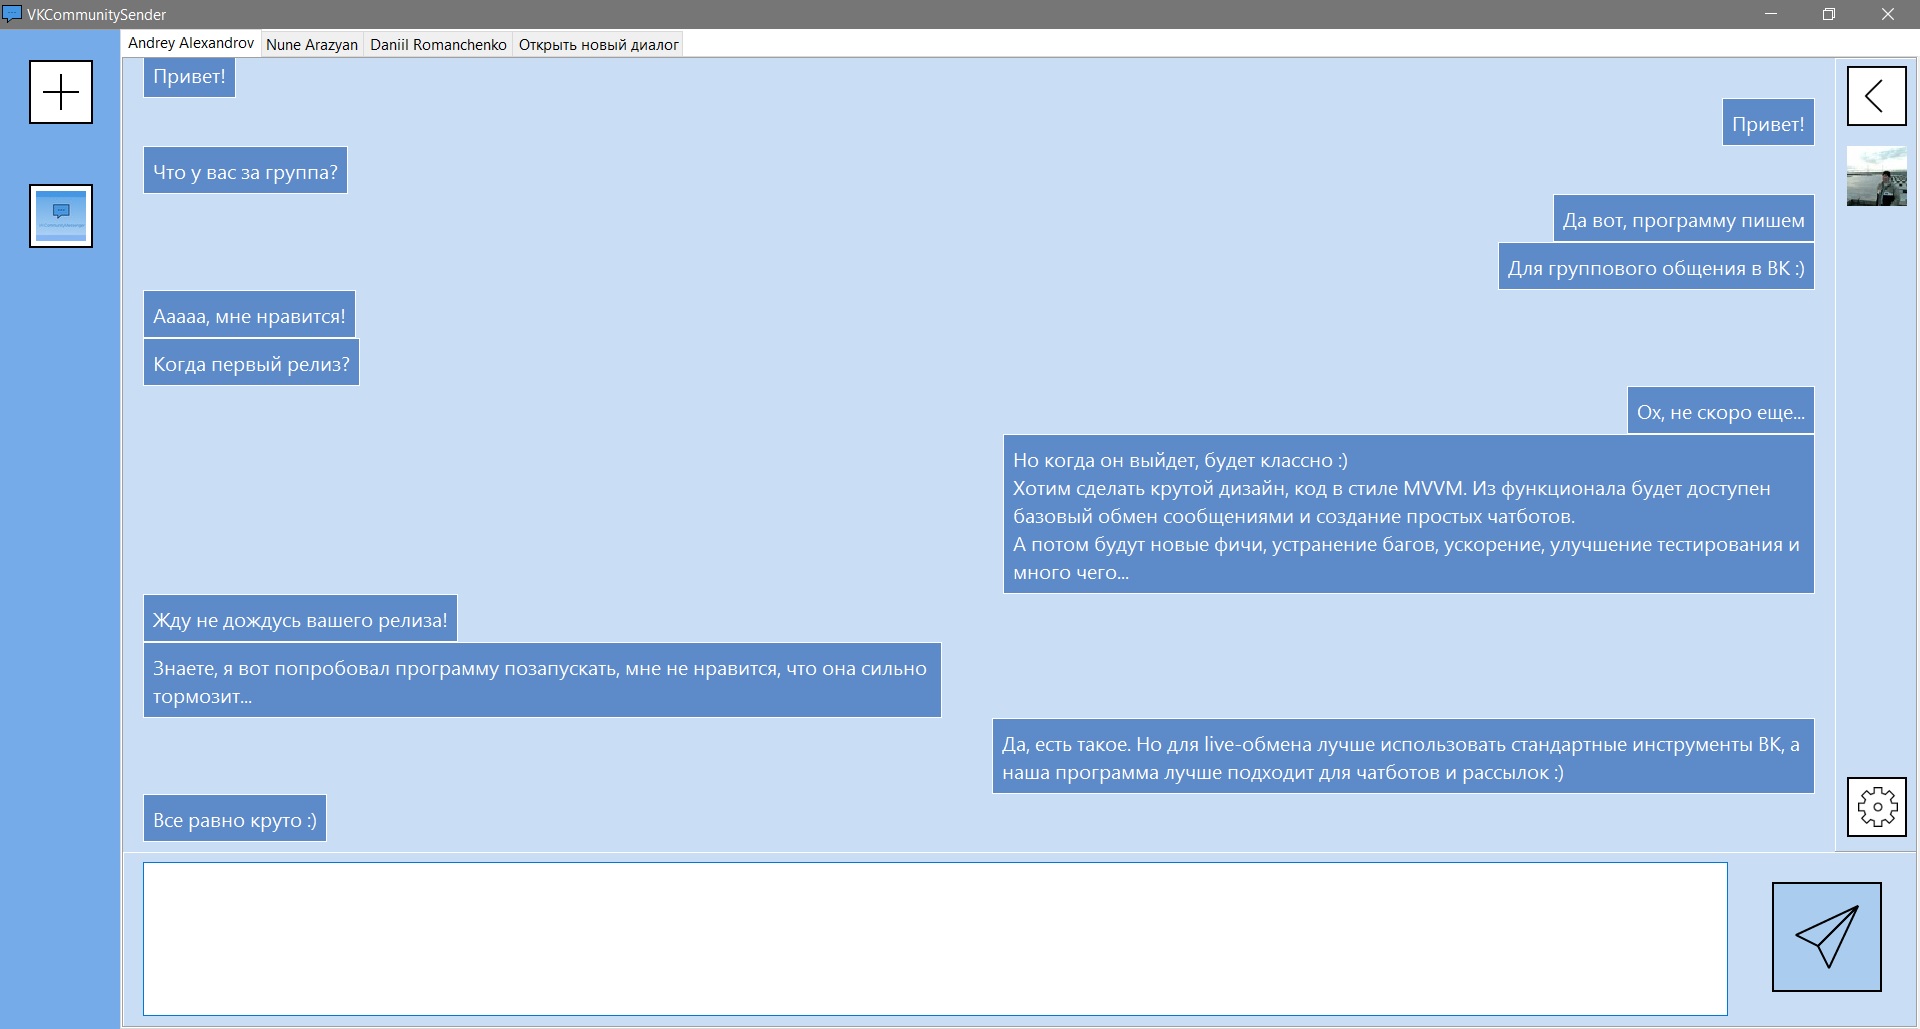 VKCommunitySender
Andrey Alexandrov
Nune Arazyan
Daniil Romanchenko
Открыть новый диалог
Привет!
Привет!
Что у вас за группа?
Да вот, программу пишем
Для группового общения в ВК :)
Ааааа, мне нравится!
Когда первый релиз?
Ох, не скоро еще...
Но когда он выйдет, будет классно :)
Хотим сделать крутой дизайн, код в стиле MVVM. Из функционала будет доступен
базовый обмен сообщениями и создание простых чатботов.
А потом будут новые фичи, устранение багов, ускорение, улучшение тестирования и
много чего...
Жду не дождусь вашего релиза!
Знаете, я вот попробовал программу позапускать, мне не нравится, что она сильно
тормозит...
Да, есть такое. Но для live-обмена лучше использовать стандартные инструменты ВК, а
наша программа лучше подходит для чатботов и рассылок :)
Все равно круто :)